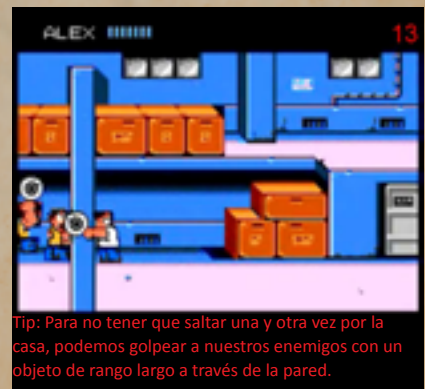 ALEX
13
Tip: Para no tener que saltar una y otra vez por la
casa, podemos golpear a nuestros enemigos con un
objeto de rango largo a través de la pared.